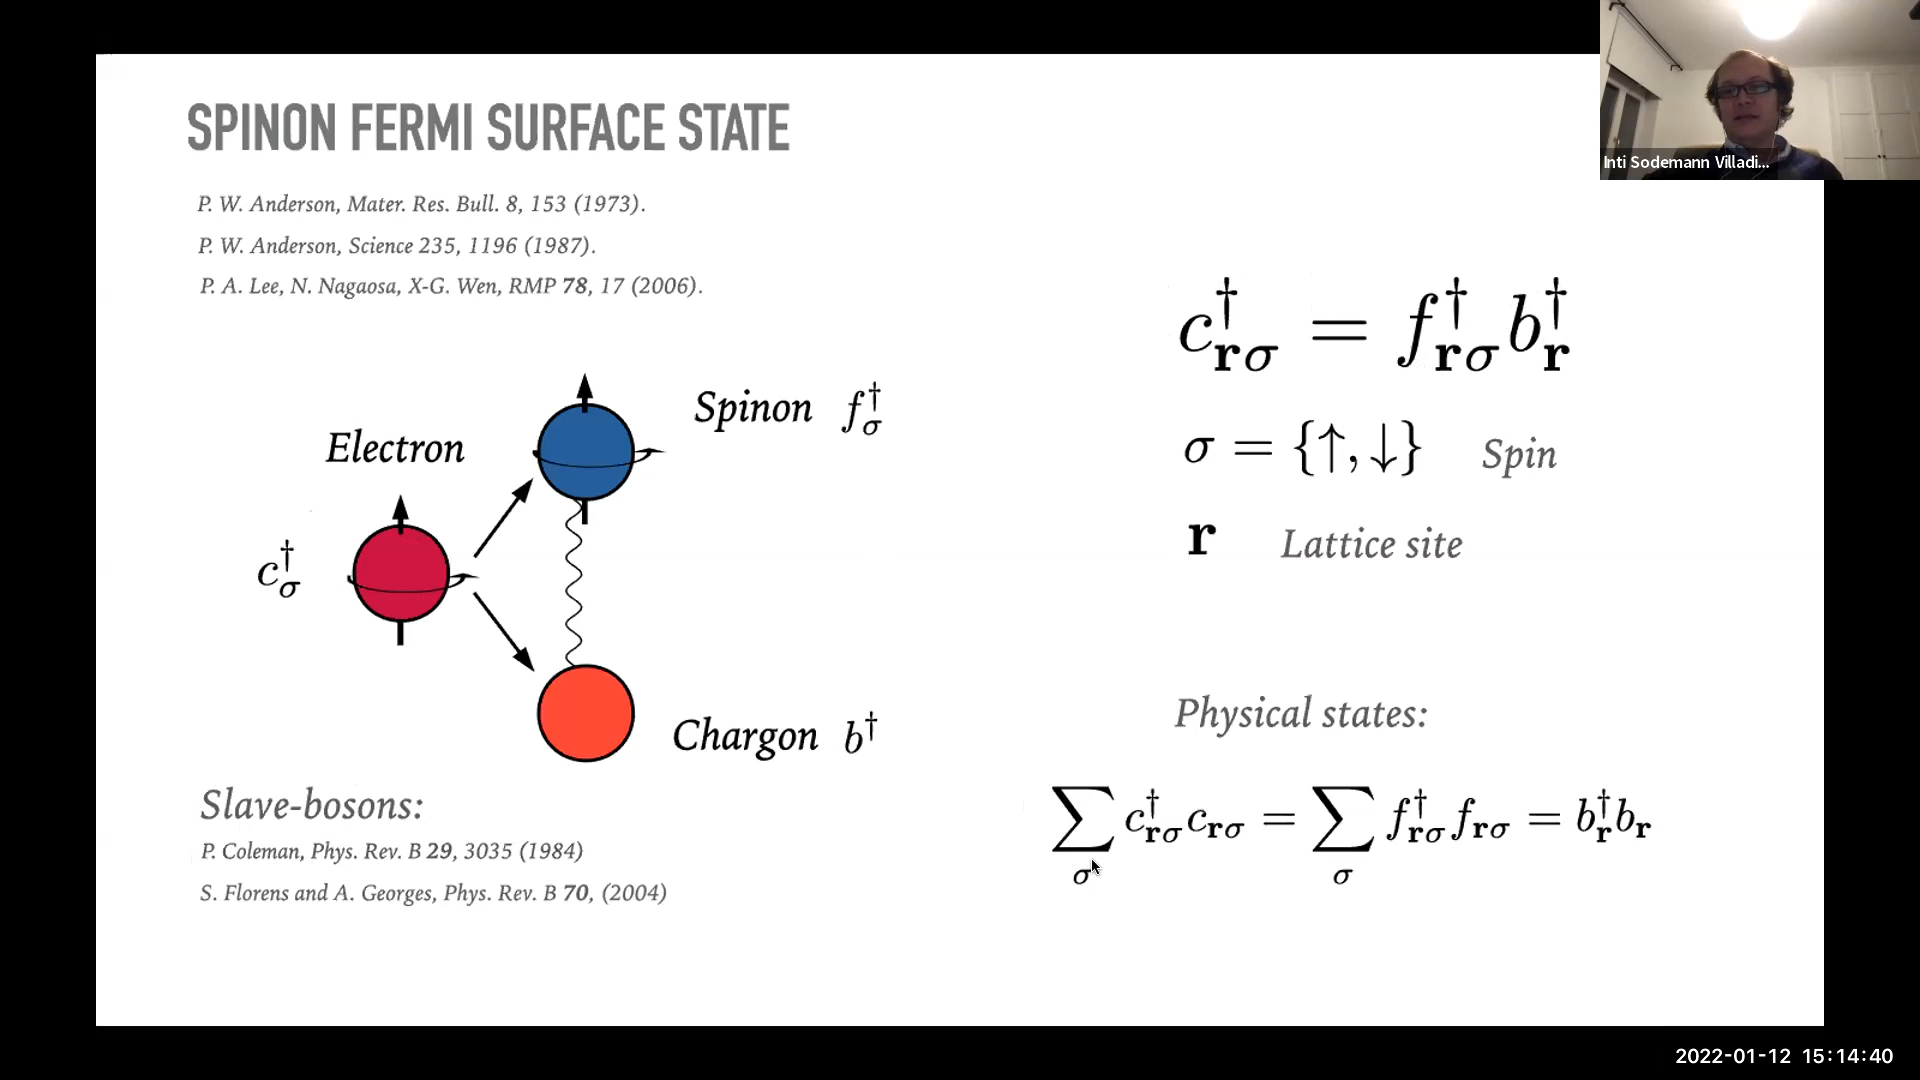 SPINON FERMI SURFACE STATE
Inti Sodemann Villadi...
P. W. Anderson, Mater. Res. Bull. 8, 153 (1973).
P. W. Anderson, Science 235, 1196 (1987).
P. A. Lee, N. Nagaosa, X-G. Wen, RMP 78, 17 (2006).
c†𝐫σ = f†𝐫σ b†𝐫
Spinon f†σ
Electron
σ = {↑,↓} Spin
𝐫 Lattice site
c†σ
Chargon b†
Physical states:
∑σ c†𝐫σ c𝐫σ = ∑σ f†𝐫σ f𝐫σ = b†𝐫 b𝐫
Slave-bosons:
P. Coleman, Phys. Rev. B 29, 3035 (1984)
S. Florens and A. Georges, Phys. Rev. B 70, (2004)
2022-01-12 15:14:40